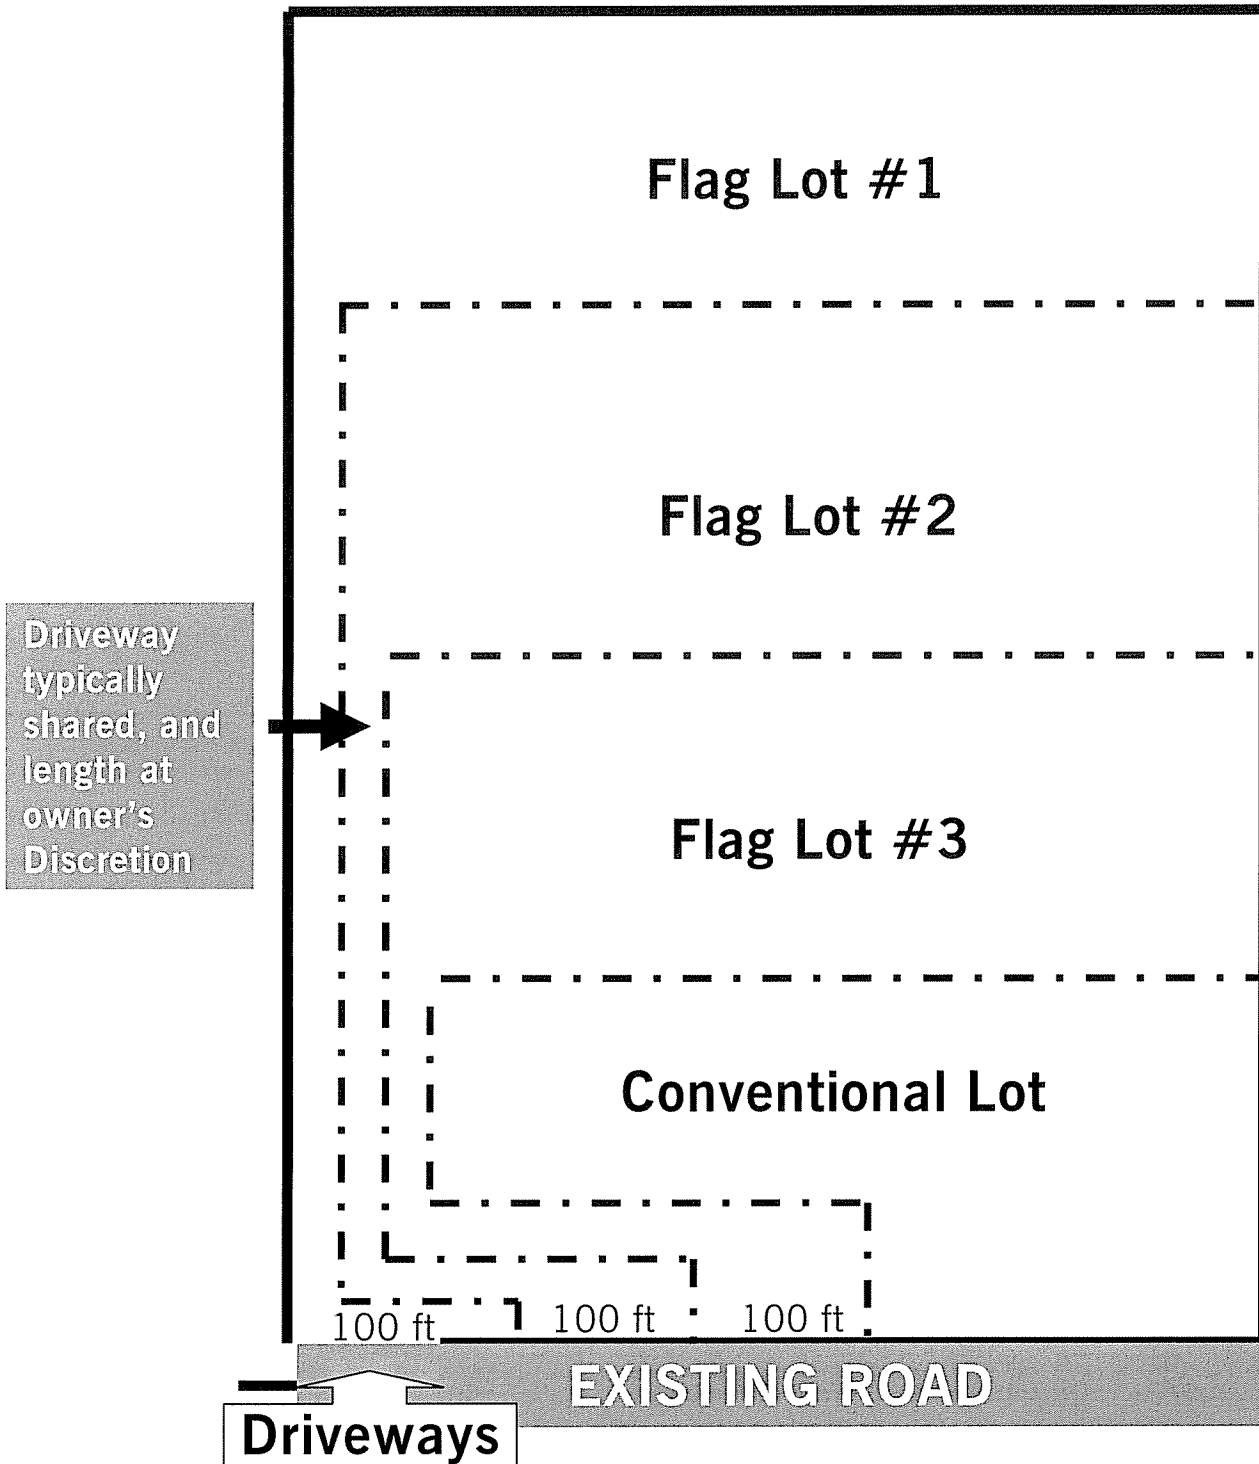 Flag Lot #1
Flag Lot #2
Driveway
typically
shared, and
length at
owner's
Discretion
Flag Lot #3
Conventional Lot
100 ft
100 ft
100 ft
EXISTING ROAD
Driveways